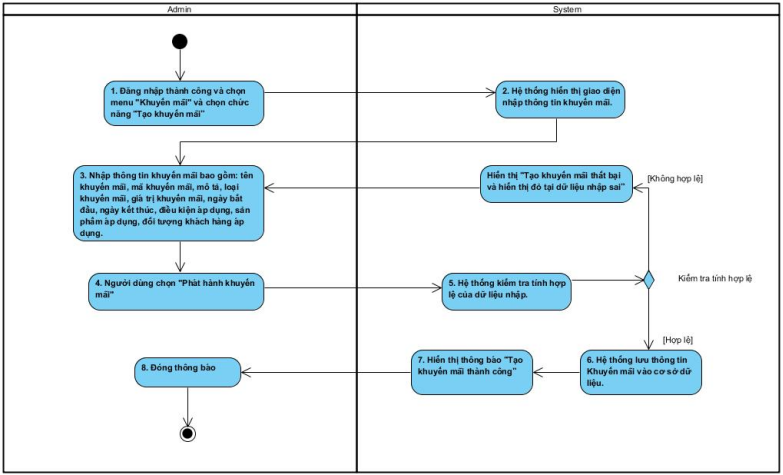 Admin
System
1. Đăng nhập thành công và chọn
menu "Khuyến mãi" và chọn chức
năng "Tạo khuyến mãi"
2. Hệ thống hiển thị giao diện
nhập thông tin khuyến mãi.
3. Nhập thông tin khuyến mãi bao gồm: tên
khuyến mãi, mã khuyến mãi, mô tả, loại
khuyến mãi, giá trị khuyến mãi, ngày bắt
đầu, ngày kết thúc, điều kiện áp dụng, sản
phẩm áp dụng, đối tượng khách hàng áp
dụng.
Hiển thị "Tạo khuyến mãi thất bại
và hiển thị đỏ tại dữ liệu nhập sai"
[Không hợp lệ]
4. Người dùng chọn "Phát hành khuyến
mãi"
5. Hệ thống kiểm tra tính hợp
lệ của dữ liệu nhập.
Kiểm tra tính hợp lệ
[Hợp lệ]
8. Đóng thông báo
7. Hiển thị thông báo "Tạo
khuyến mãi thành công"
6. Hệ thống lưu thông tin
Khuyến mãi vào cơ sở dữ
liệu.